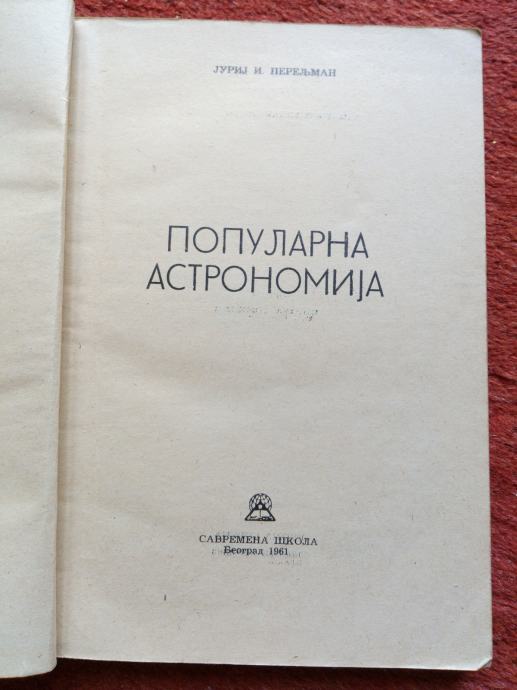 ЈУРИЈ И. ПЕРЕЉМАН
ПОПУЛАРНА
АСТРОНОМИЈА
САВРЕМЕНА ШКОЛА
Београд 1961